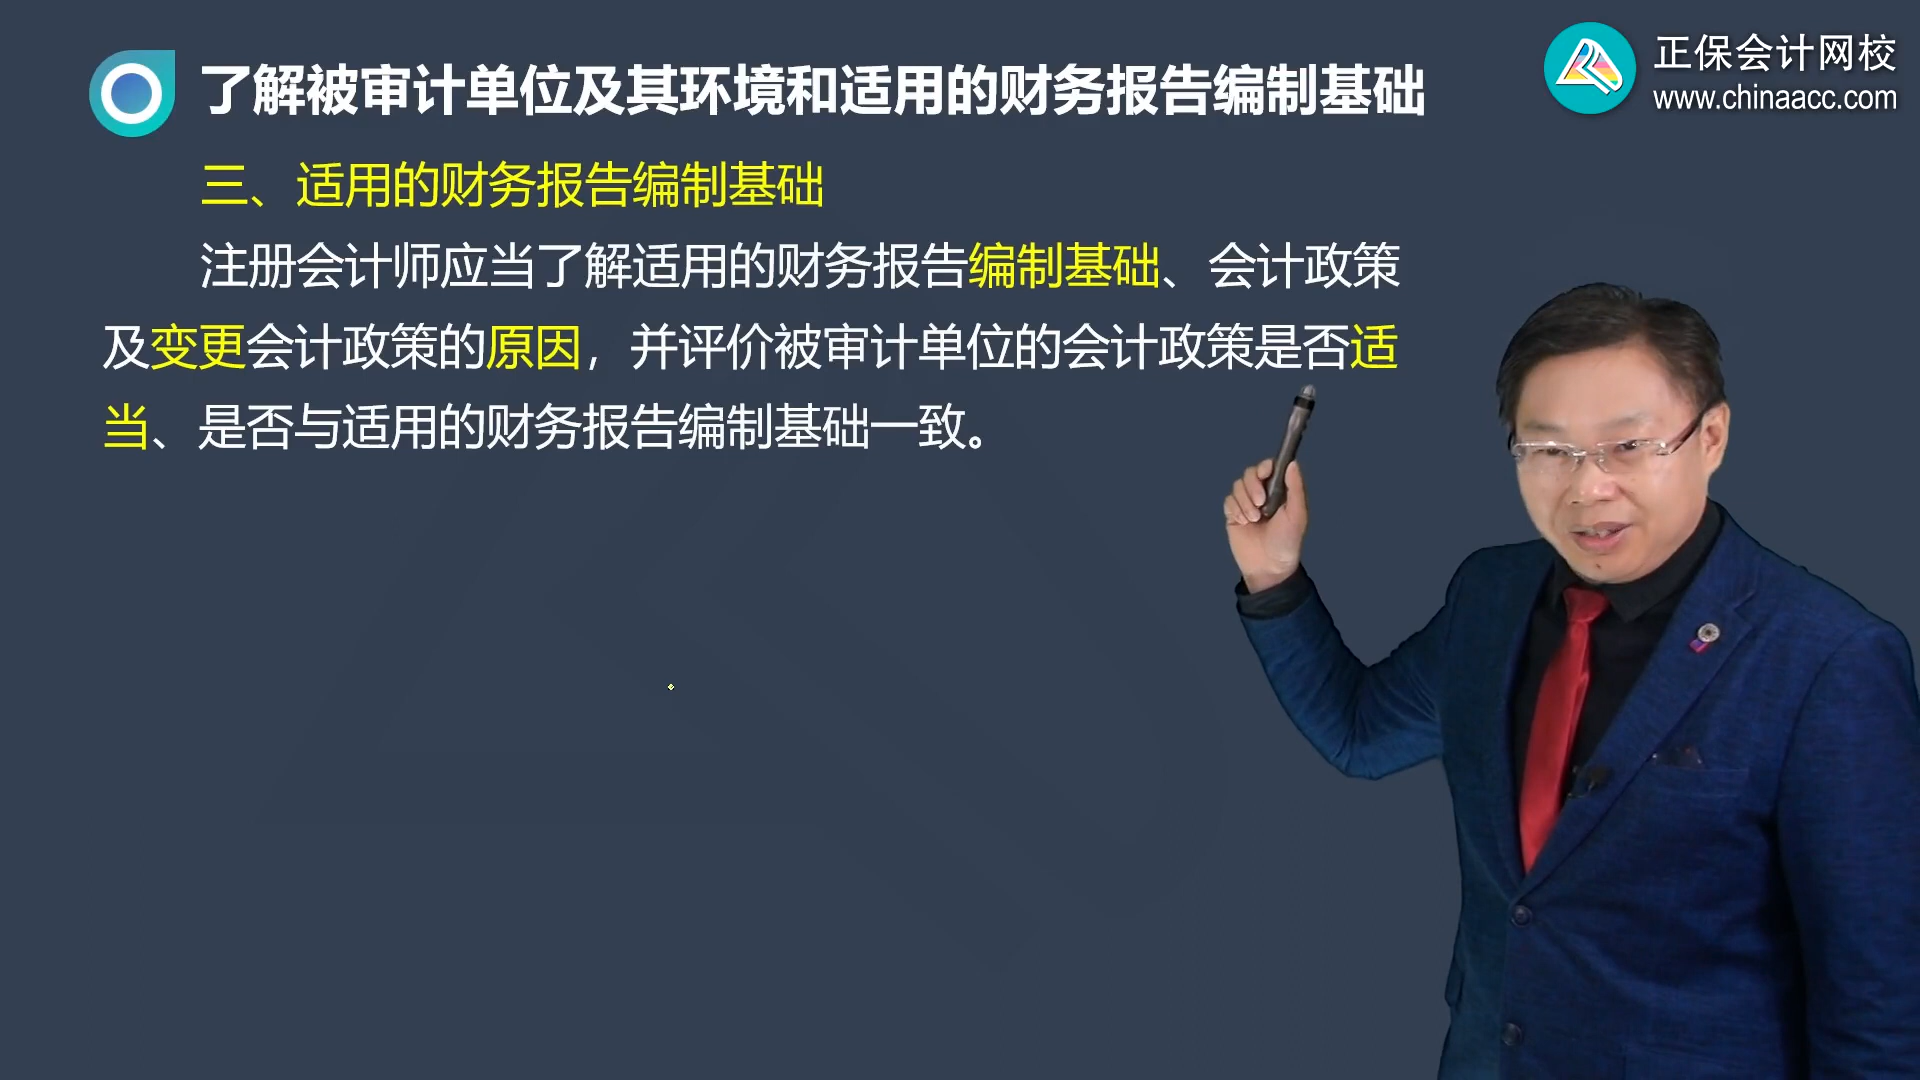 了解被审计单位及其环境和适用的财务报告编制基础
正保会计网校
www.chinaacc.com
三、适用的财务报告编制基础
注册会计师应当了解适用的财务报告编制基础、会计政策
及变更会计政策的原因，并评价被审计单位的会计政策是否适
当、是否与适用的财务报告编制基础一致。